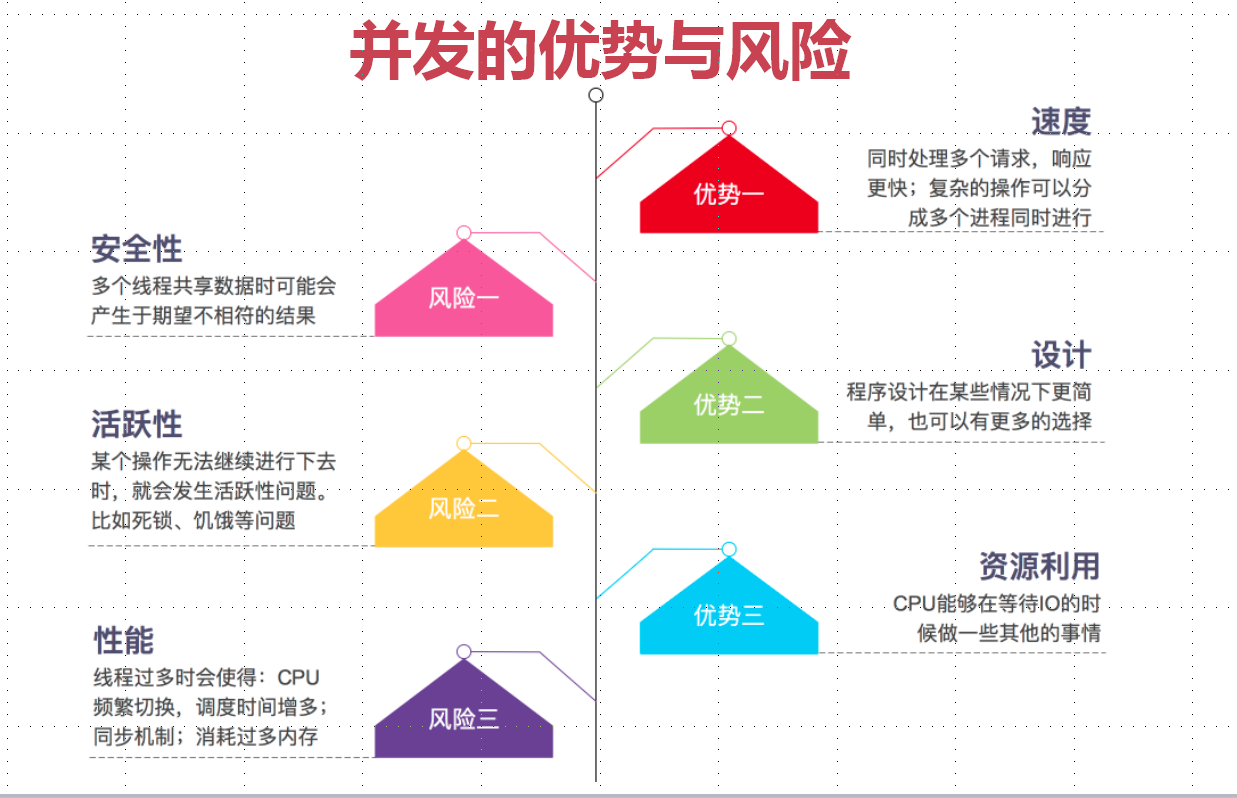 并发的优势与风险
速度
同时处理多个请求，响应
更快；复杂的操作可以分
成多个进程同时进行
优势一
安全性
多个线程共享数据时可能会
产生于期望不相符的结果
风险一
设计
程序设计在某些情况下更简
单，也可以有更多的选择
优势二
活跃性
某个操作无法继续进行下去
时，就会发生活跃性问题。
比如死锁、饥饿等问题
风险二
资源利用
CPU能够在等待IO的时
候做一些其他的事情
优势三
性能
线程过多时会使得：CPU
频繁切换，调度时间增多；
同步机制；消耗过多内存
风险三